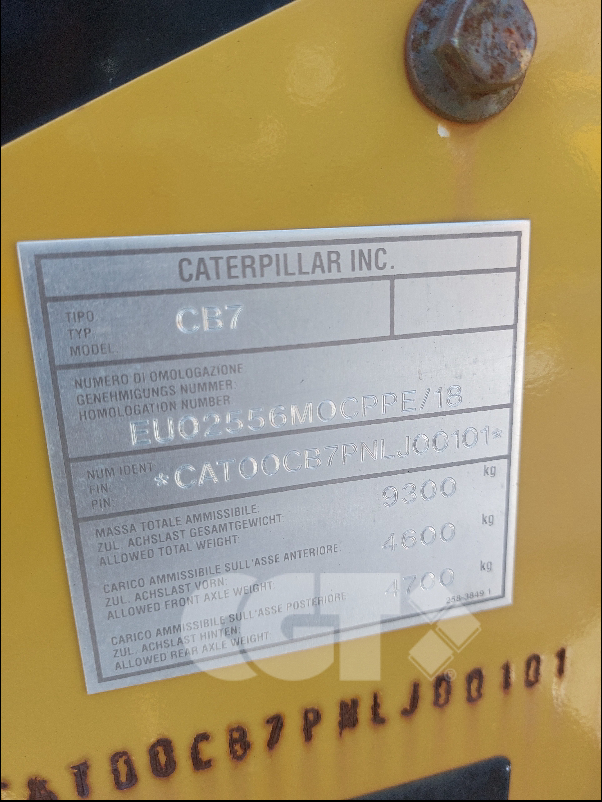 CATERPILLAR INC.
TIPO
TYP
MODEL
CB7
NUMERO DI OMOLOGAZIONE
GENEHMIGUNGS NUMMER
HOMOLOGATION NUMBER
EU02556MOCPPE/18
NUM IDENT
FIN:
PIN:
*CAT00CB7PNLJ00101*
MASSA TOTALE AMMISSIBILE:
ZUL. ACHSLAST GESAMTGEWICHT:
ALLOWED TOTAL WEIGHT:
9300 kg
CARICO AMMISSIBILE SULL'ASSE ANTERIORE:
ZUL. ACHSLAST VORN:
ALLOWED FRONT AXLE WEIGHT:
4600 kg
CARICO AMMISSIBILE SULL'ASSE POSTERIORE
ZUL. ACHSLAST HINTEN:
ALLOWED REAR AXLE WEIGHT:
4700 kg
CGT
®
CAT00CB7PNLJ00101